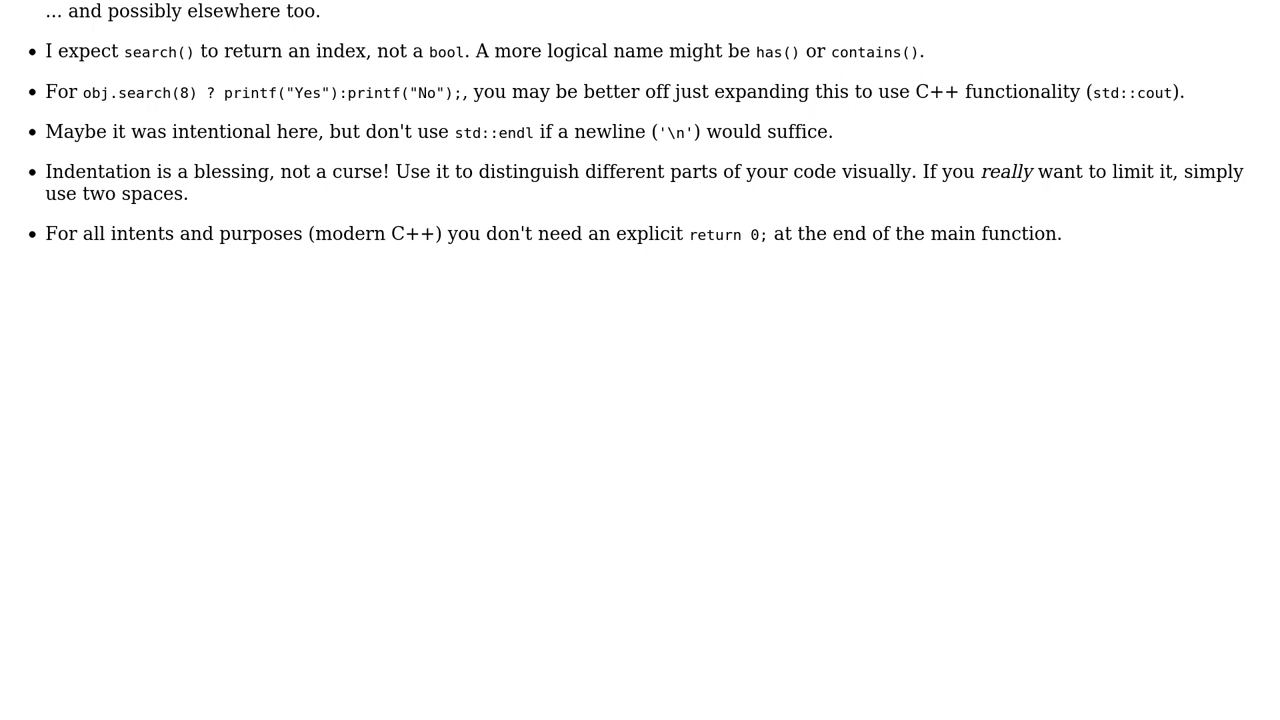 ... and possibly elsewhere too.
• I expect search() to return an index, not a bool. A more logical name might be has() or contains().
• For obj.search(8) ? printf("Yes"):printf("No");, you may be better off just expanding this to use C++ functionality (std::cout).
• Maybe it was intentional here, but don't use std::endl if a newline ('\n') would suffice.
• Indentation is a blessing, not a curse! Use it to distinguish different parts of your code visually. If you really want to limit it, simply
use two spaces.
• For all intents and purposes (modern C++) you don't need an explicit return 0; at the end of the main function.